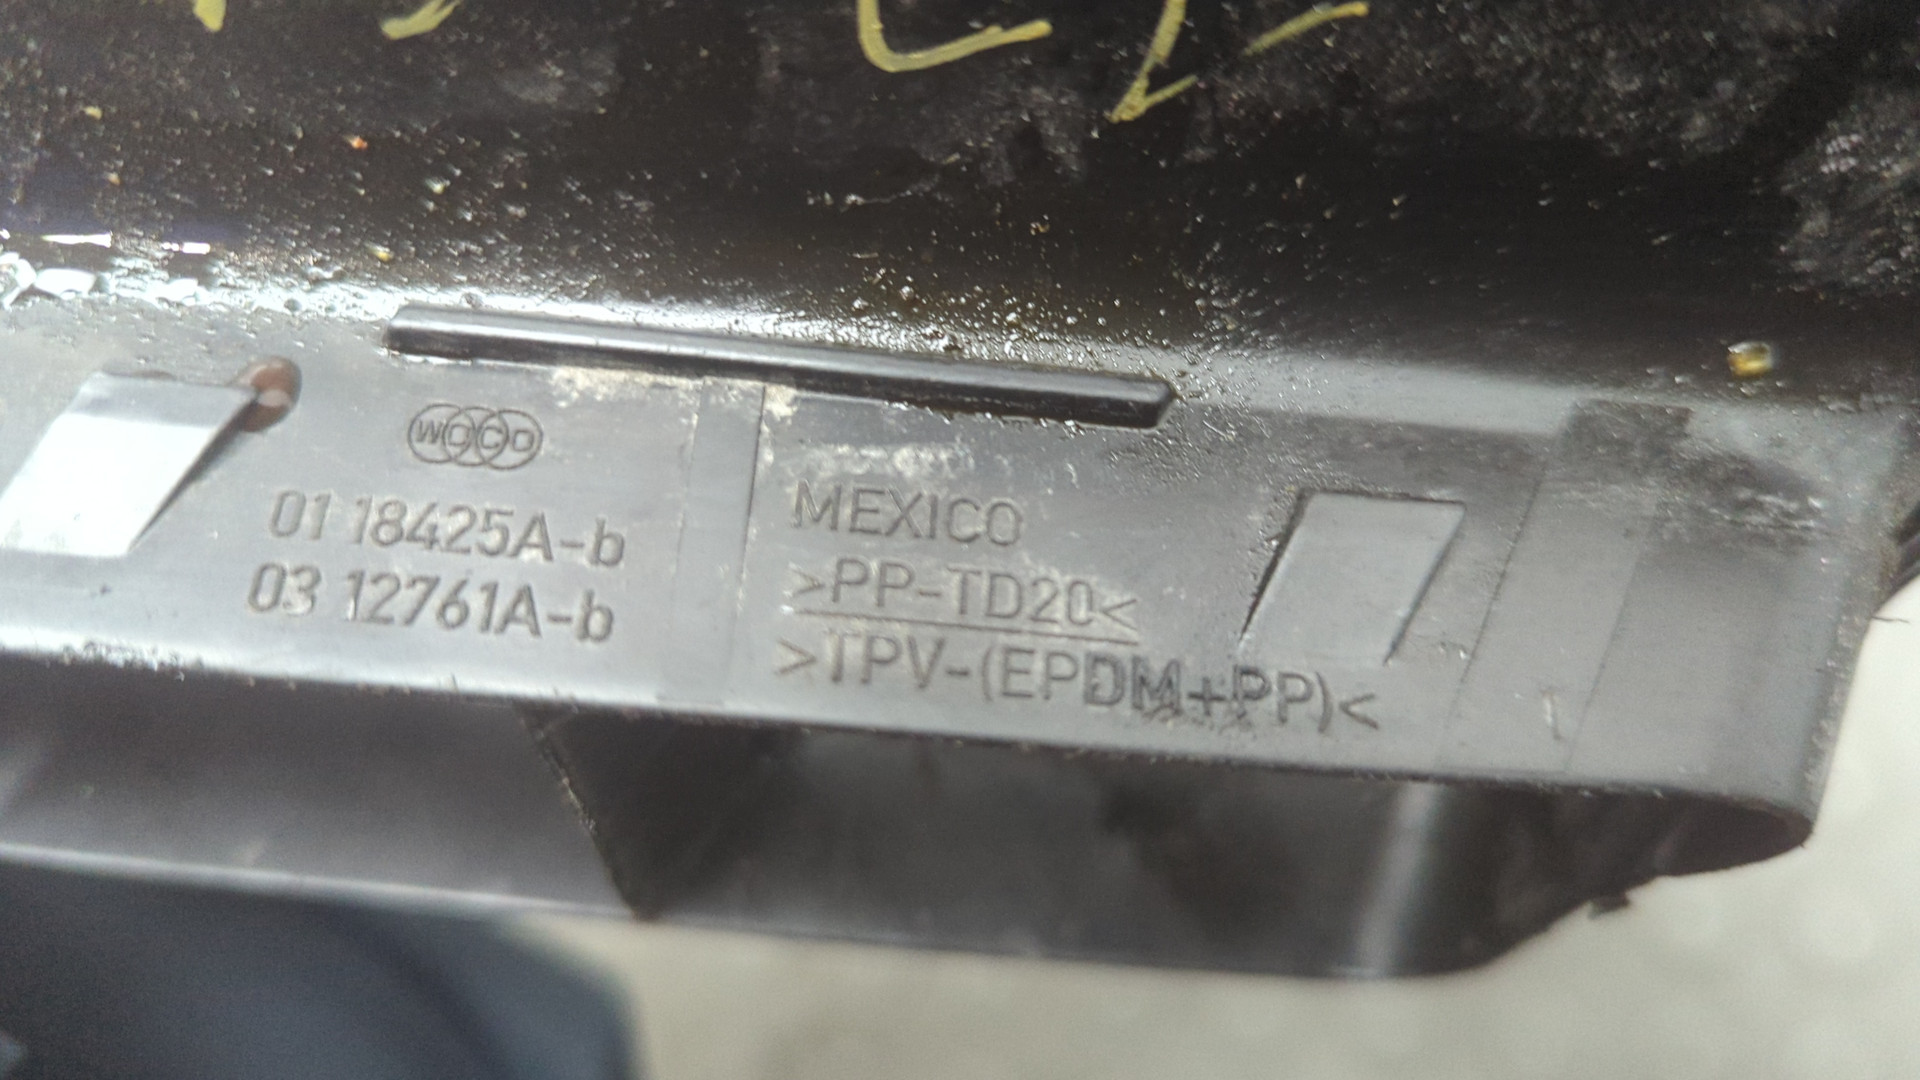 WOCO
01 18425A-b
03 12761A-b
MEXICO
>PP-TD20<
>TPV-(EPDM+PP)<